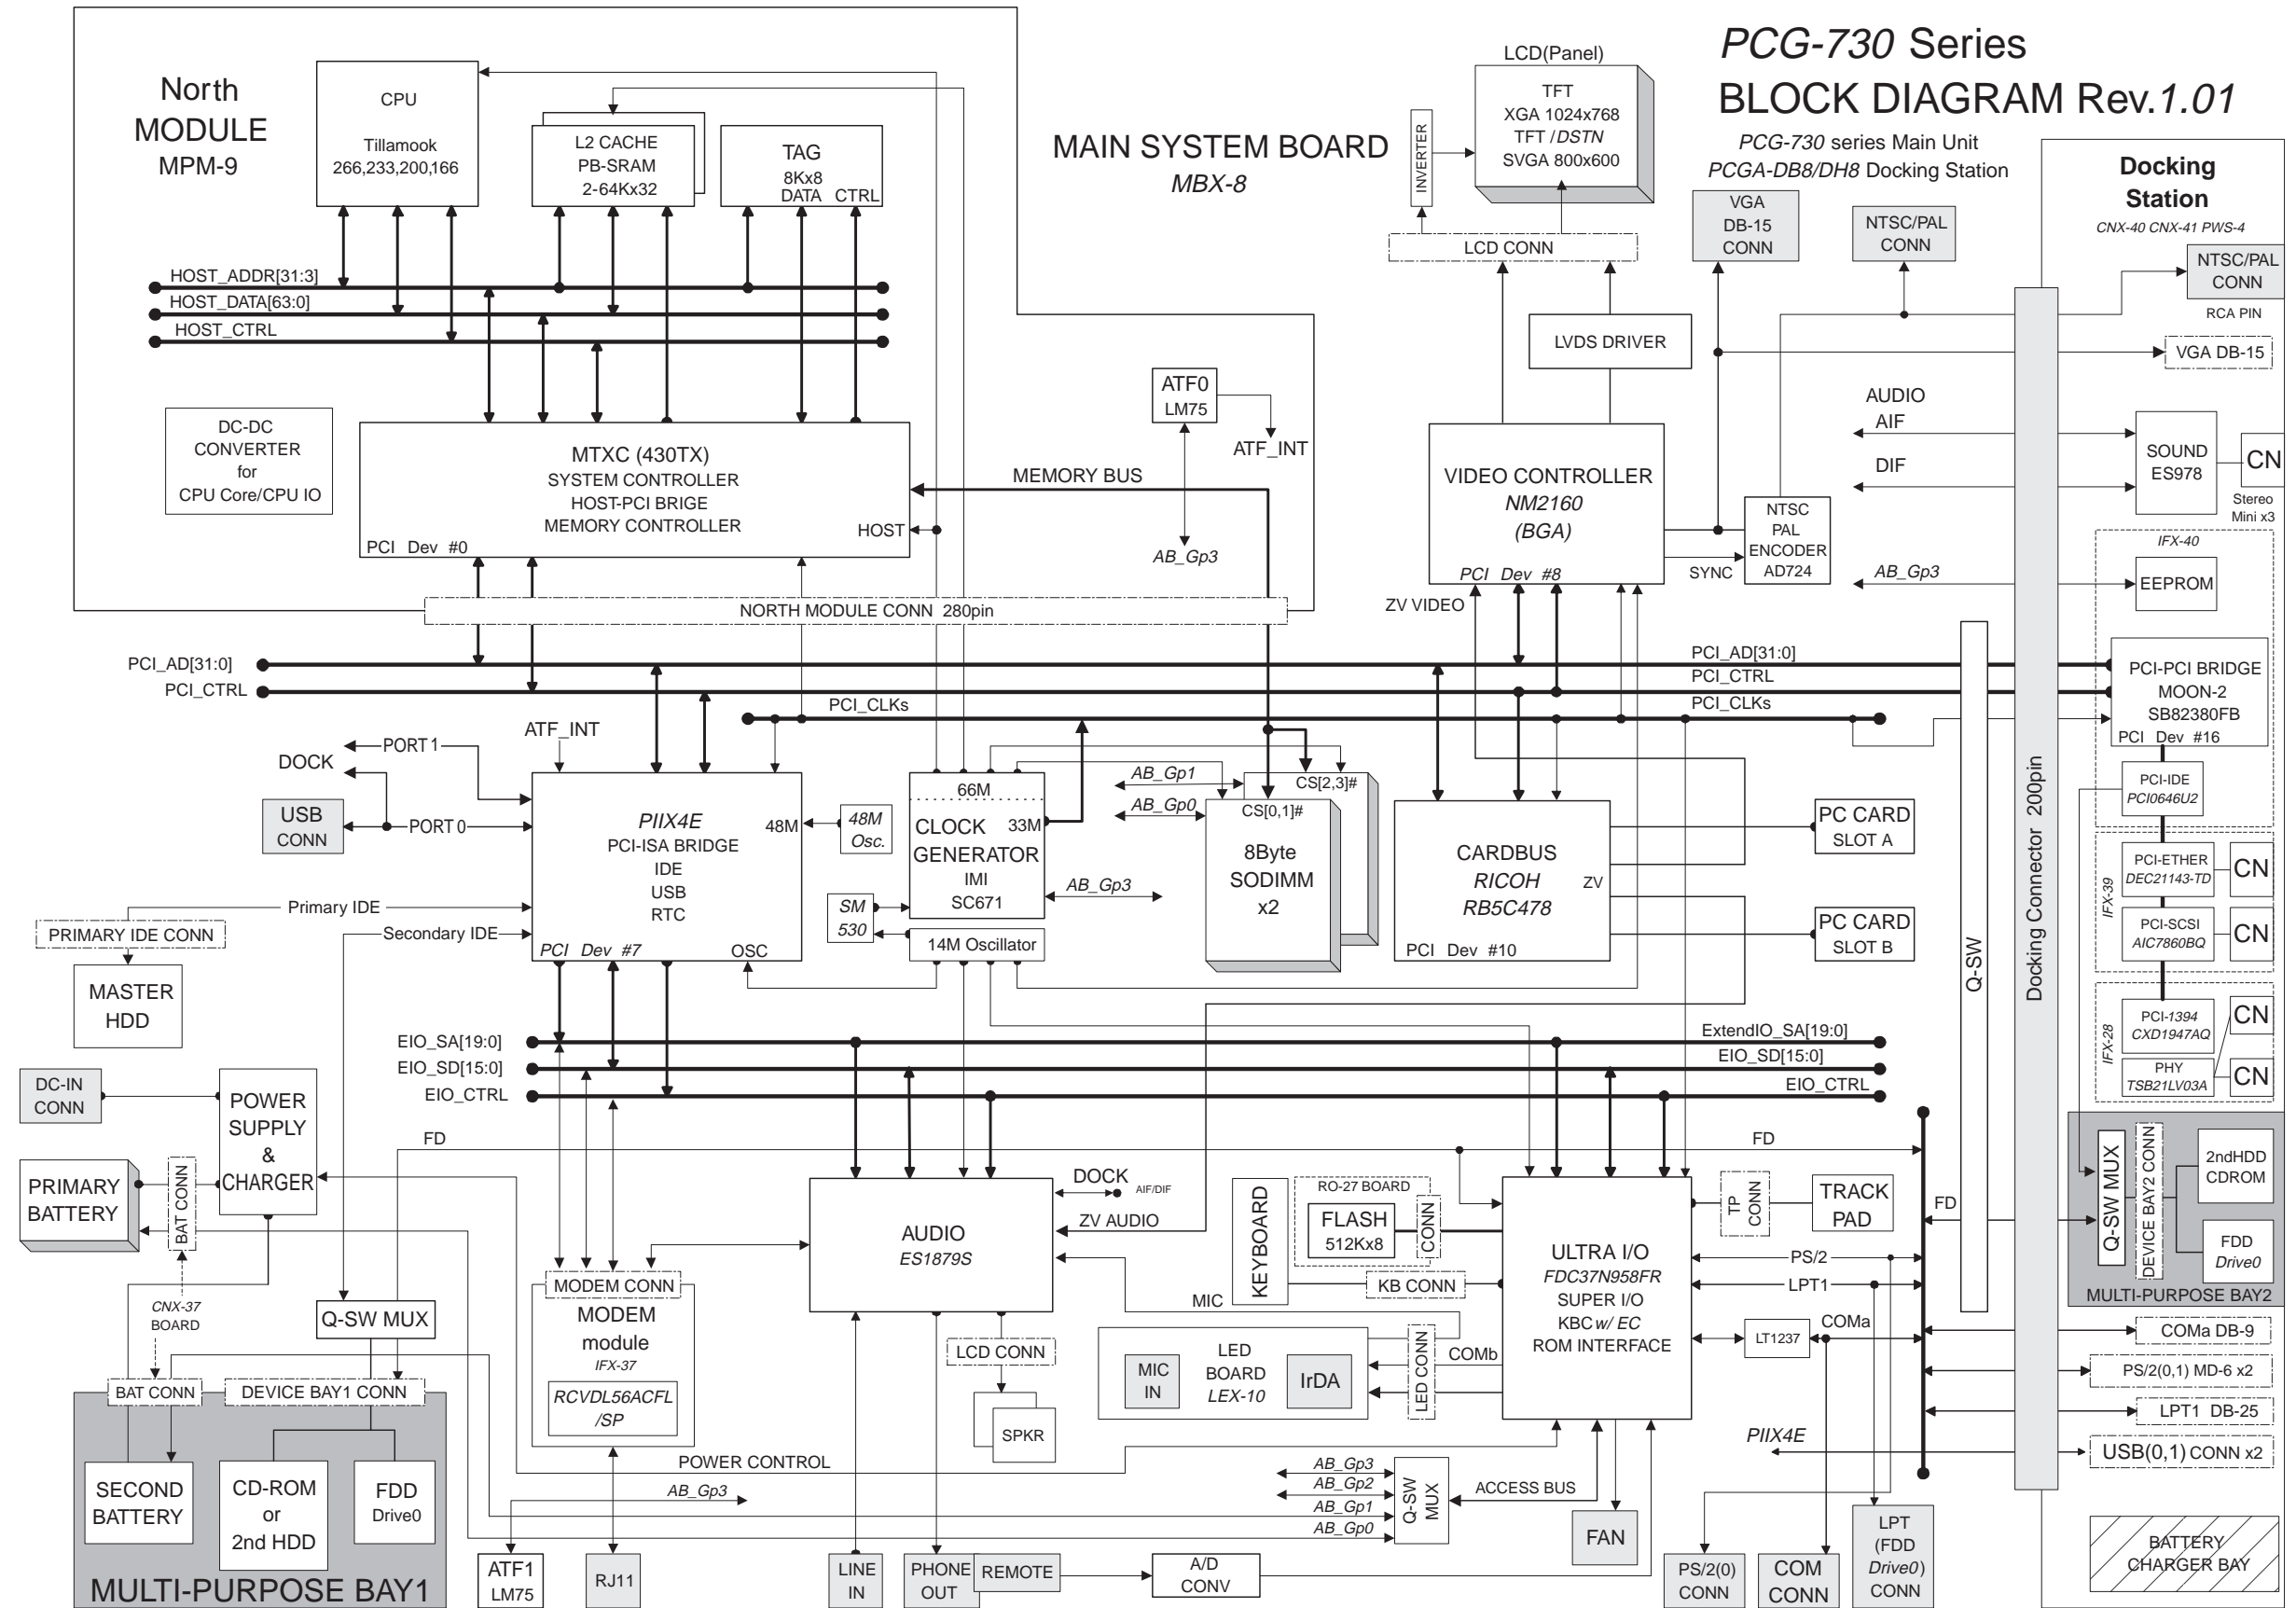 PCG-730 Series
BLOCK DIAGRAM Rev.1.01
PCG-730 series Main Unit
PCGA-DB8/DH8 Docking Station
North
MODULE
MPM-9
CPU
Tillamook
266,233,200,166
L2 CACHE
PB-SRAM
2-64Kx32
TAG
8Kx8
DATA CTRL
HOST_ADDR[31:3]
HOST_DATA[63:0]
HOST_CTRL
DC-DC
CONVERTER
for
CPU Core/CPU IO
MTXC (430TX)
SYSTEM CONTROLLER
HOST-PCI BRIGE
MEMORY CONTROLLER
HOST
PCI Dev #0
MEMORY BUS
ATF0
LM75
ATF_INT
AB_Gp3
NORTH MODULE CONN 280pin
MAIN SYSTEM BOARD
MBX-8
LCD(Panel)
TFT
XGA 1024x768
TFT /DSTN
SVGA 800x600
INVERTER
LCD CONN
LVDS DRIVER
VGA
DB-15
CONN
NTSC/PAL
CONN
VIDEO CONTROLLER
NM2160
(BGA)
PCI Dev #8
SYNC
NTSC
PAL
ENCODER
AD724
ZV VIDEO
Docking
Station
CNX-40 CNX-41 PWS-4
NTSC/PAL
CONN
RCA PIN
VGA DB-15
AUDIO
AIF
DIF
SOUND
ES978
CN
Stereo
Mini x3
IFX-40
AB_Gp3
EEPROM
PCI-PCI BRIDGE
MOON-2
SB82380FB
PCI Dev #16
PCI-IDE
PCI0646U2
IFX-39
PCI-ETHER
DEC21143-TD
CN
PCI-SCSI
AIC7860BQ
CN
IFX-28
PCI-1394
CXD1947AQ
CN
PHY
TSB21LV03A
CN
Docking Connector 200pin
Q-SW
PCI_AD[31:0]
PCI_CTRL
PCI_CLKs
PCI_AD[31:0]
PCI_CTRL
PCI_CLKs
DOCK
PORT 1
PORT 0
USB
CONN
ATF_INT
PIIX4E
PCI-ISA BRIDGE
IDE
USB
RTC
48M
PCI Dev #7
OSC
48M
Osc.
SM
530
66M
CLOCK
33M
GENERATOR
IMI
SC671
14M Oscillator
AB_Gp3
AB_Gp1
AB_Gp0
CS[2,3]#
CS[0,1]#
8Byte
SODIMM
x2
CARDBUS
RICOH
RB5C478
ZV
PCI Dev #10
PC CARD
SLOT A
PC CARD
SLOT B
Primary IDE
Secondary IDE
PRIMARY IDE CONN
MASTER
HDD
EIO_SA[19:0]
EIO_SD[15:0]
EIO_CTRL
ExtendIO_SA[19:0]
EIO_SD[15:0]
EIO_CTRL
DC-IN
CONN
POWER
SUPPLY
&
CHARGER
PRIMARY
BATTERY
BAT CONN
CNX-37
BOARD
FD
FD
FD
Q-SW MUX
BAT CONN
DEVICE BAY1 CONN
SECOND
BATTERY
CD-ROM
or
2nd HDD
FDD
Drive0
MULTI-PURPOSE BAY1
MODEM CONN
MODEM
module
IFX-37
RCVDL56ACFL
/SP
AUDIO
ES1879S
DOCK
AIF/DIF
ZV AUDIO
MIC
LCD CONN
SPKR
KEYBOARD
RO-27 BOARD
FLASH
512Kx8
CONN
KB CONN
LED
BOARD
LEX-10
MIC
IN
IrDA
LED CONN
COMb
ULTRA I/O
FDC37N958FR
SUPER I/O
KBC w/ EC
ROM INTERFACE
TP
CONN
TRACK
PAD
PS/2
LPT1
LT1237
COMa
Q-SW MUX
DEVICE BAY2 CONN
2ndHDD
CDROM
FDD
Drive0
MULTI-PURPOSE BAY2
COMa DB-9
PS/2(0,1) MD-6 x2
LPT1 DB-25
PIIX4E
USB(0,1) CONN x2
POWER CONTROL
AB_Gp3
AB_Gp3
AB_Gp2
AB_Gp1
AB_Gp0
Q-SW
MUX
ACCESS BUS
ATF1
LM75
RJ11
LINE
IN
PHONE
OUT
REMOTE
A/D
CONV
FAN
PS/2(0)
CONN
COM
CONN
LPT
(FDD
Drive0)
CONN
BATTERY
CHARGER BAY